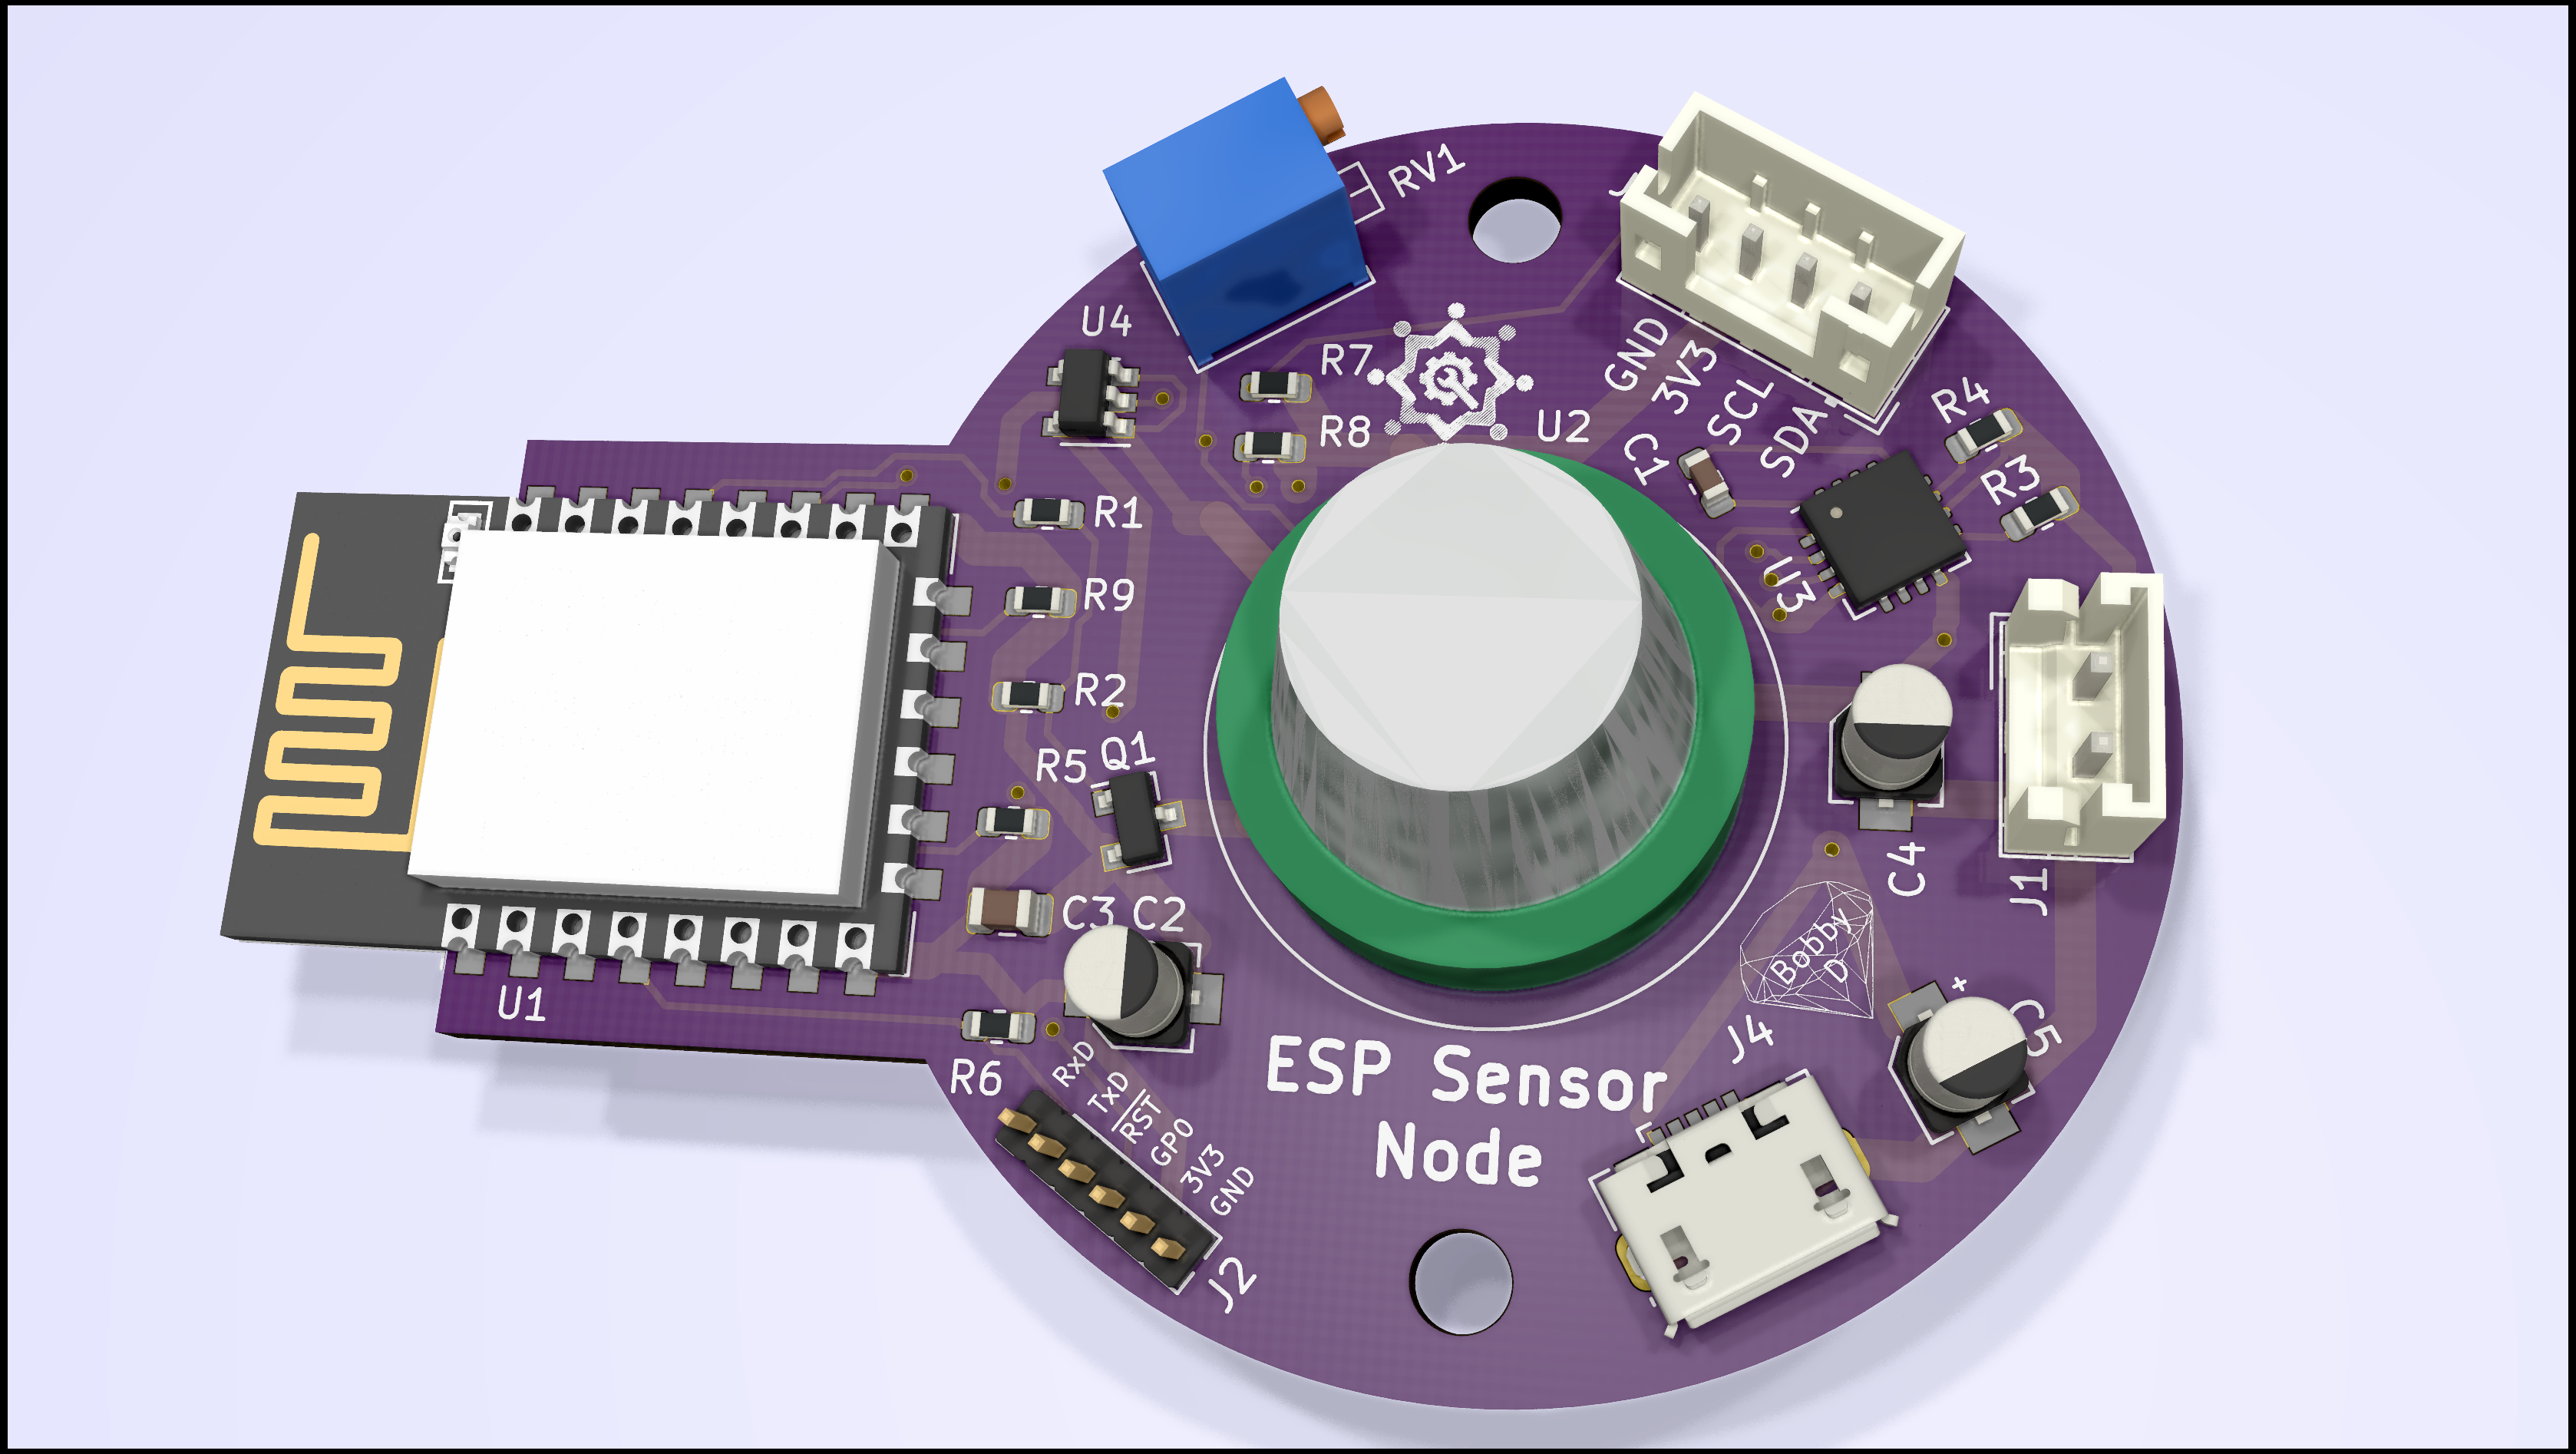 RV1
U4
R7
R8
U2
GND
3V3
SCL
SDA
C1
R4
R3
U3
R1
R9
R2
R5
Q1
C3
C2
C4
J1
Bobby
D
U1
R6
RxD
TxD
RST
GP0
3V3
GND
J2
ESP Sensor
Node
J4
+
C5